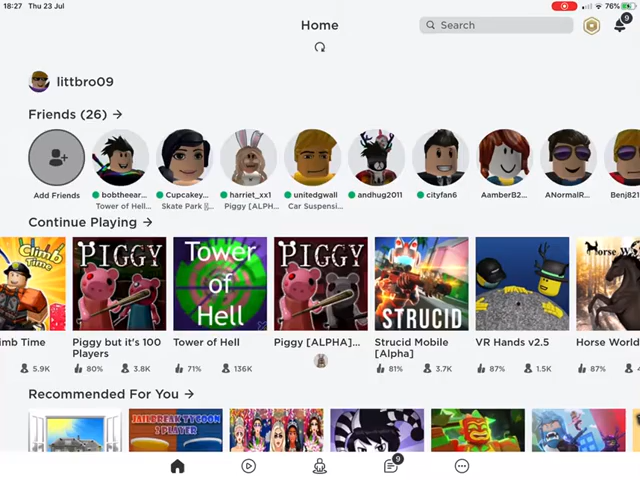 18:27 Thu 23 Jul 76%
Home
Search
9
littbro09
Friends (26) →
Add Friends bobtheear... Cupcakey... harriet_xx1 unitedgwall andhug2011 cityfan6 AamberB2... ANormalR... Benj821
Tower of Hell... Skate Park Piggy [ALPH... Car Suspensi...
Continue Playing →
Climb Time
PIGGY
Tower of Hell
PIGGY
STRUCID
Horse Wo
imb Time Piggy but it's 100 Players Tower of Hell Piggy [ALPHA]... Strucid Mobile [Alpha] VR Hands v2.5 Horse World
5.9K 80% 3.8K 71% 136K 81% 3.7K 87% 1.5K 87% 4
Recommended For You →
JAILBREAK TYCOON
2 PLAYER
9